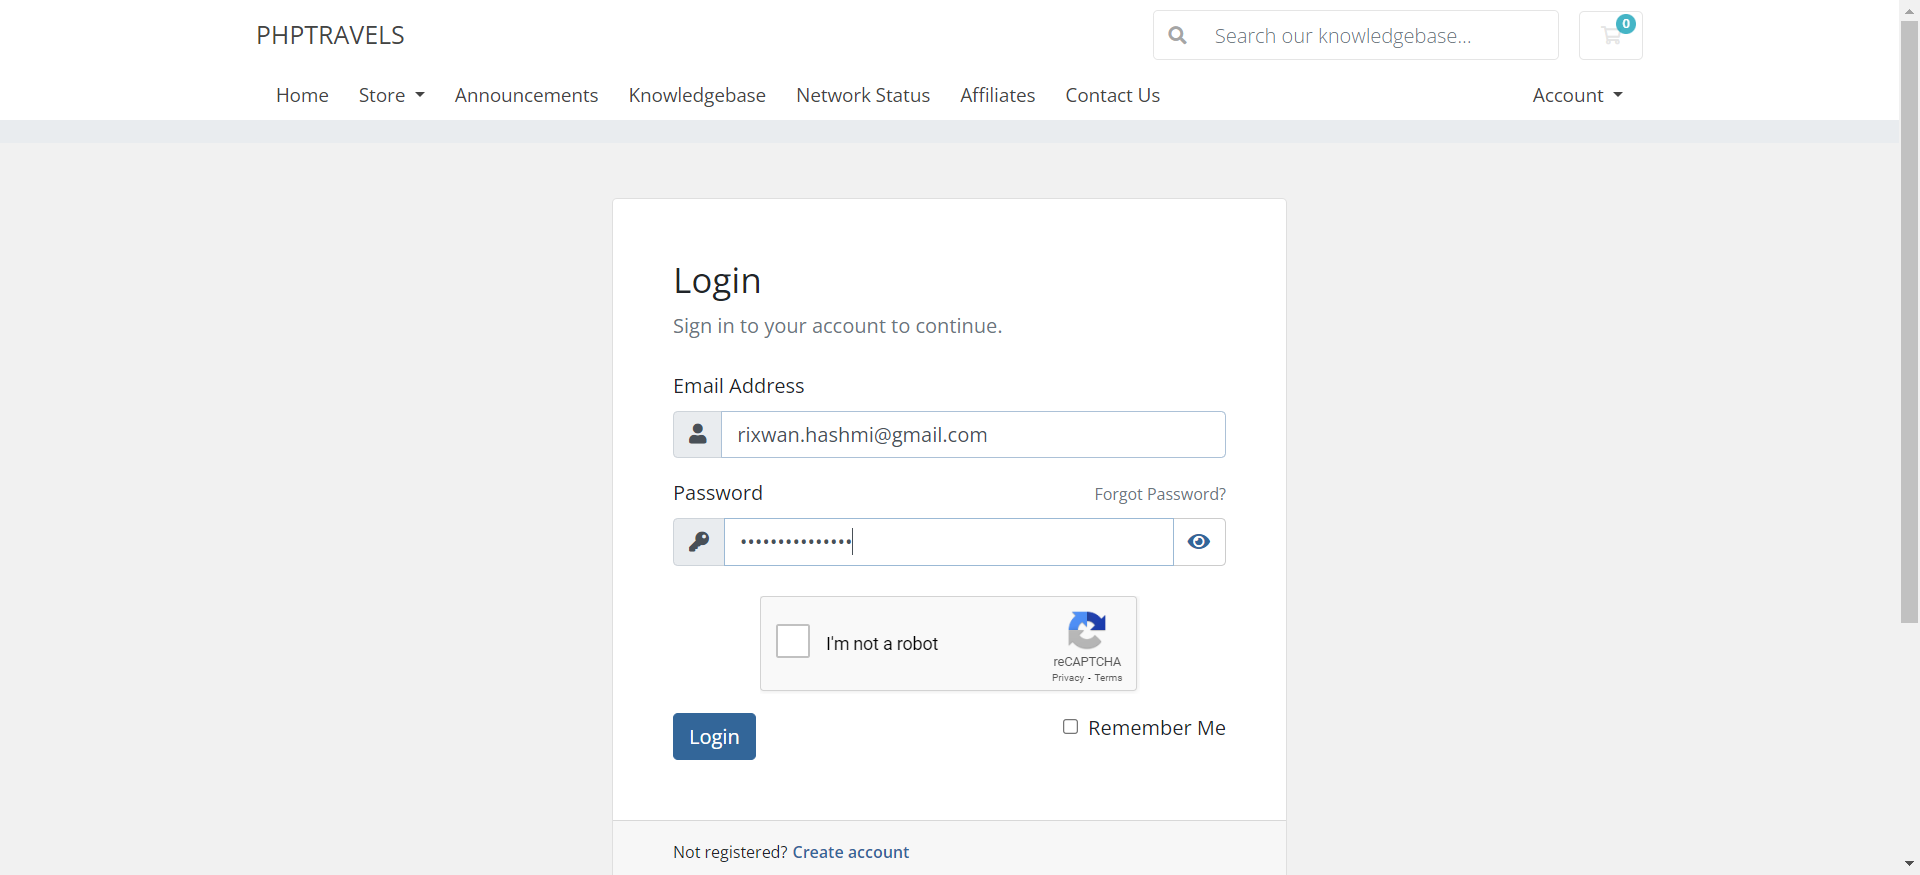 PHPTRAVELS
Search our knowledgebase...
0
Home Store Announcements Knowledgebase Network Status Affiliates Contact Us Account
Login
Sign in to your account to continue.
Email Address
rixwan.hashmi@gmail.com
Password Forgot Password?
•••••••••••••••
I'm not a robot
reCAPTCHA
Privacy - Terms
Login Remember Me
Not registered? Create account